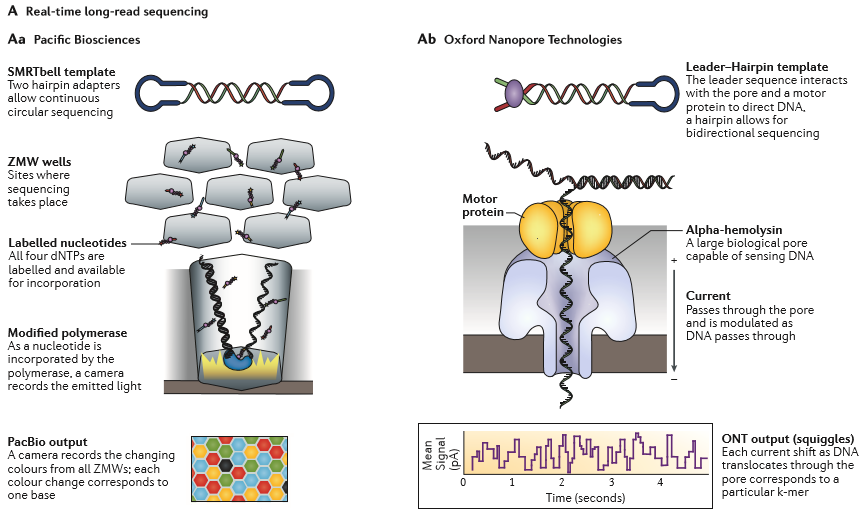 A Real-time long-read sequencing
Aa Pacific Biosciences
SMRTbell template
Two hairpin adapters
allow continuous
circular sequencing
ZMW wells
Sites where
sequencing
takes place
Labelled nucleotides
All four dNTPs are
labelled and available
for incorporation
Modified polymerase
As a nucleotide is
incorporated by the
polymerase, a camera
records the emitted light
PacBio output
A camera records the changing
colours from all ZMWs; each
colour change corresponds to
one base
Ab Oxford Nanopore Technologies
Leader–Hairpin template
The leader sequence interacts
with the pore and a motor
protein to direct DNA,
a hairpin allows for
bidirectional sequencing
Motor
protein
Alpha-hemolysin
A large biological pore
capable of sensing DNA
+
Current
Passes through the pore
and is modulated as
DNA passes through
–
Mean
Signal
(pA)
0 1 2 3 4
Time (seconds)
ONT output (squiggles)
Each current shift as DNA
translocates through the
pore corresponds to a
particular k-mer